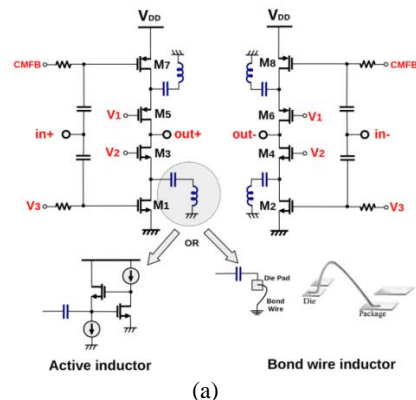 VDD VDD
M7 M8
CMFB CMFB
V1 M5 M6 V1
in+ out+ out- in-
V2 M3 M4 V2
V3 M1 M2 V3
OR
Die Pad
Bond
Wire
Die
Package
Active inductor Bond wire inductor
(a)